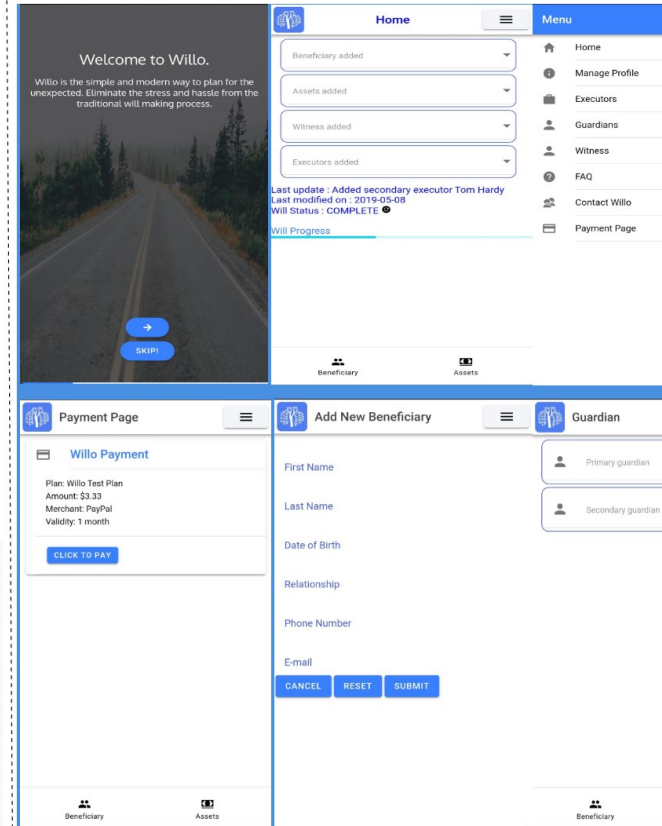 Welcome to Willo.
Willo is the simple and modern way to plan for the
unexpected. Eliminate the stress and hassle from the
traditional will making process.
SKIP!
Home
Beneficiary added
Assets added
Witness added
Executors added
Last update : Added secondary executor Tom Hardy
Last modified on : 2019-05-08
Will Status : COMPLETE
Will Progress
Beneficiary
Assets
Menu
Home
Manage Profile
Executors
Guardians
Witness
FAQ
Contact Willo
Payment Page
Payment Page
Willo Payment
Plan: Willo Test Plan
Amount: $3.33
Merchant: PayPal
Validity: 1 month
CLICK TO PAY
Beneficiary
Assets
Add New Beneficiary
First Name
Last Name
Date of Birth
Relationship
Phone Number
E-mail
CANCEL
RESET
SUBMIT
Guardian
Primary guardian
Secondary guardian
Beneficiary